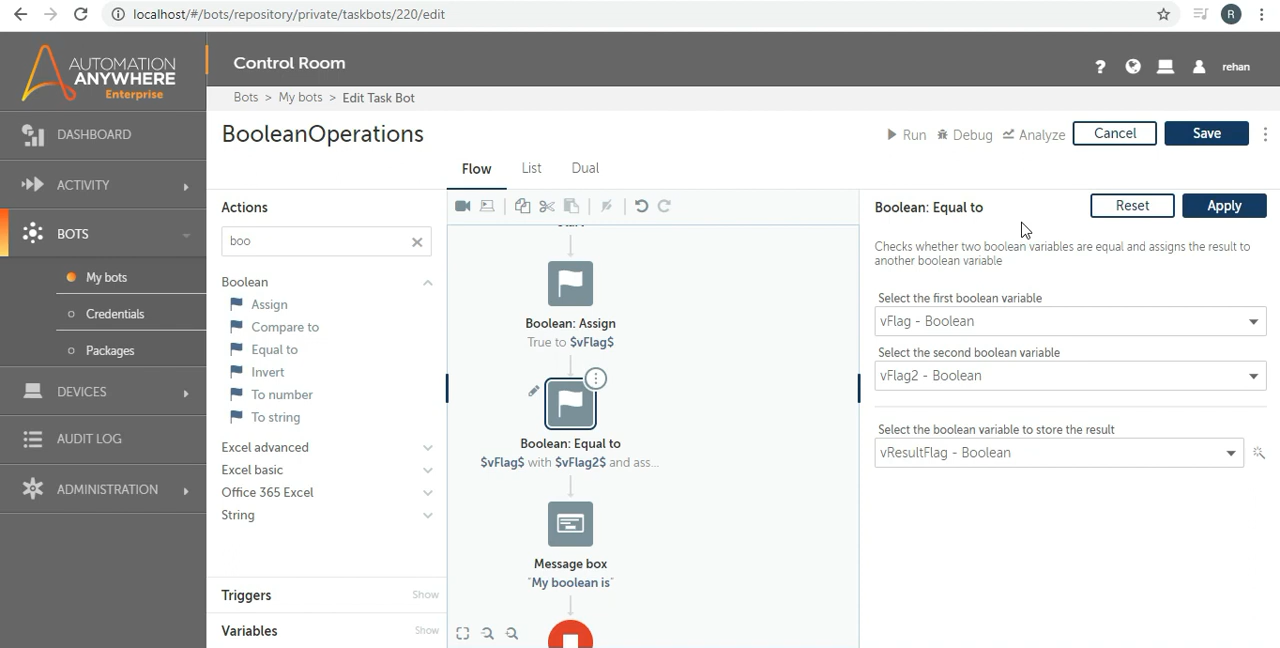 localhost/#/bots/repository/private/taskbots/220/edit
R
AUTOMATION
ANYWHERE
Enterprise
Control Room
rehan
Bots > My bots > Edit Task Bot
DASHBOARD
ACTIVITY
BOTS
My bots
Credentials
Packages
DEVICES
AUDIT LOG
ADMINISTRATION
BooleanOperations
Run
Debug
Analyze
Cancel
Save
Flow
List
Dual
Actions
boo
Boolean
Assign
Compare to
Equal to
Invert
To number
To string
Excel advanced
Excel basic
Office 365 Excel
String
Triggers
Show
Variables
Show
Start
Boolean: Assign
True to $vFlag$
Boolean: Equal to
$vFlag$ with $vFlag2$ and ass...
Message box
"My boolean is"
Boolean: Equal to
Reset
Apply
Checks whether two boolean variables are equal and assigns the result to
another boolean variable
Select the first boolean variable
vFlag - Boolean
Select the second boolean variable
vFlag2 - Boolean
Select the boolean variable to store the result
vResultFlag - Boolean